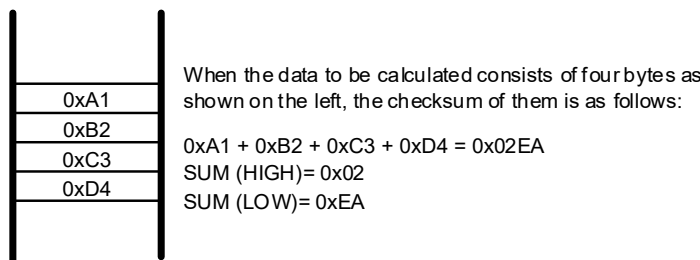 0xA1
0xB2
0xC3
0xD4
When the data to be calculated consists of four bytes as
shown on the left, the checksum of them is as follows:
0xA1 + 0xB2 + 0xC3 + 0xD4 = 0x02EA
SUM (HIGH)= 0x02
SUM (LOW)= 0xEA